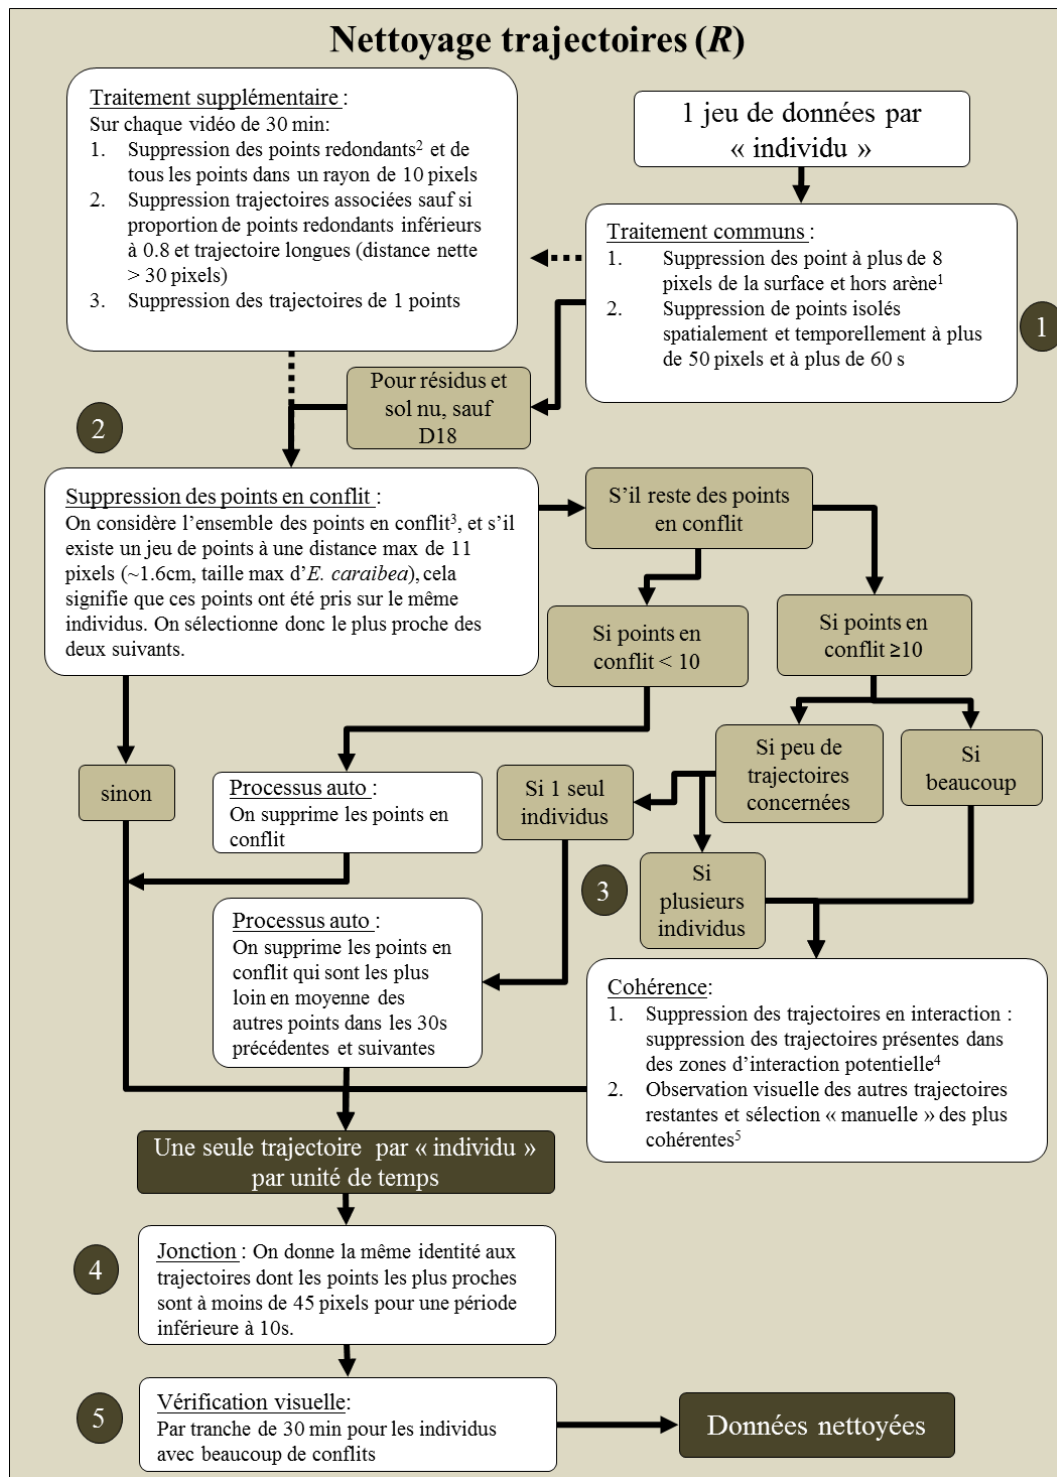 Nettoyage trajectoires (R)
Traitement supplémentaire :
Sur chaque vidéo de 30 min:
1. Suppression des points redondants² et de
tous les points dans un rayon de 10 pixels
2. Suppression trajectoires associées sauf si
proportion de points redondants inférieurs
à 0.8 et trajectoire longues (distance nette
> 30 pixels)
3. Suppression des trajectoires de 1 points
1 jeu de données par
« individu »
Traitement communs :
1. Suppression des point à plus de 8
pixels de la surface et hors arène¹
2. Suppression de points isolés
spatialement et temporellement à plus
de 50 pixels et à plus de 60 s
1
Pour résidus et
sol nu, sauf
D18
2
Suppression des points en conflit :
On considère l'ensemble des points en conflit³, et s'il
existe un jeu de points à une distance max de 11
pixels (~1.6cm, taille max d'E. caraibea), cela
signifie que ces points ont été pris sur le même
individus. On sélectionne donc le plus proche des
deux suivants.
S'il reste des points
en conflit
Si points en
conflit < 10
Si points en
conflit ≥10
sinon
Processus auto :
On supprime les points en
conflit
Si 1 seul
individus
Si peu de
trajectoires
concernées
Si
beaucoup
3
Si
plusieurs
individus
Processus auto :
On supprime les points en
conflit qui sont les plus
loin en moyenne des
autres points dans les 30s
précédentes et suivantes
Cohérence:
1. Suppression des trajectoires en interaction :
suppression des trajectoires présentes dans
des zones d'interaction potentielle⁴
2. Observation visuelle des autres trajectoires
restantes et sélection « manuelle » des plus
cohérentes⁵
Une seule trajectoire par « individu »
par unité de temps
4
Jonction : On donne la même identité aux
trajectoires dont les points les plus proches
sont à moins de 45 pixels pour une période
inférieure à 10s.
5
Vérification visuelle:
Par tranche de 30 min pour les individus
avec beaucoup de conflits
Données nettoyées